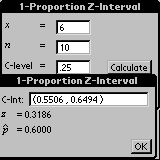 1-Proportion Z-Interval
x = 6
n = 10
C-level = .25 Calculate
1-Proportion Z-Interval
C-Int: (0.5506 , 0.6494)
z = 0.3186
p̂ = 0.6000
OK